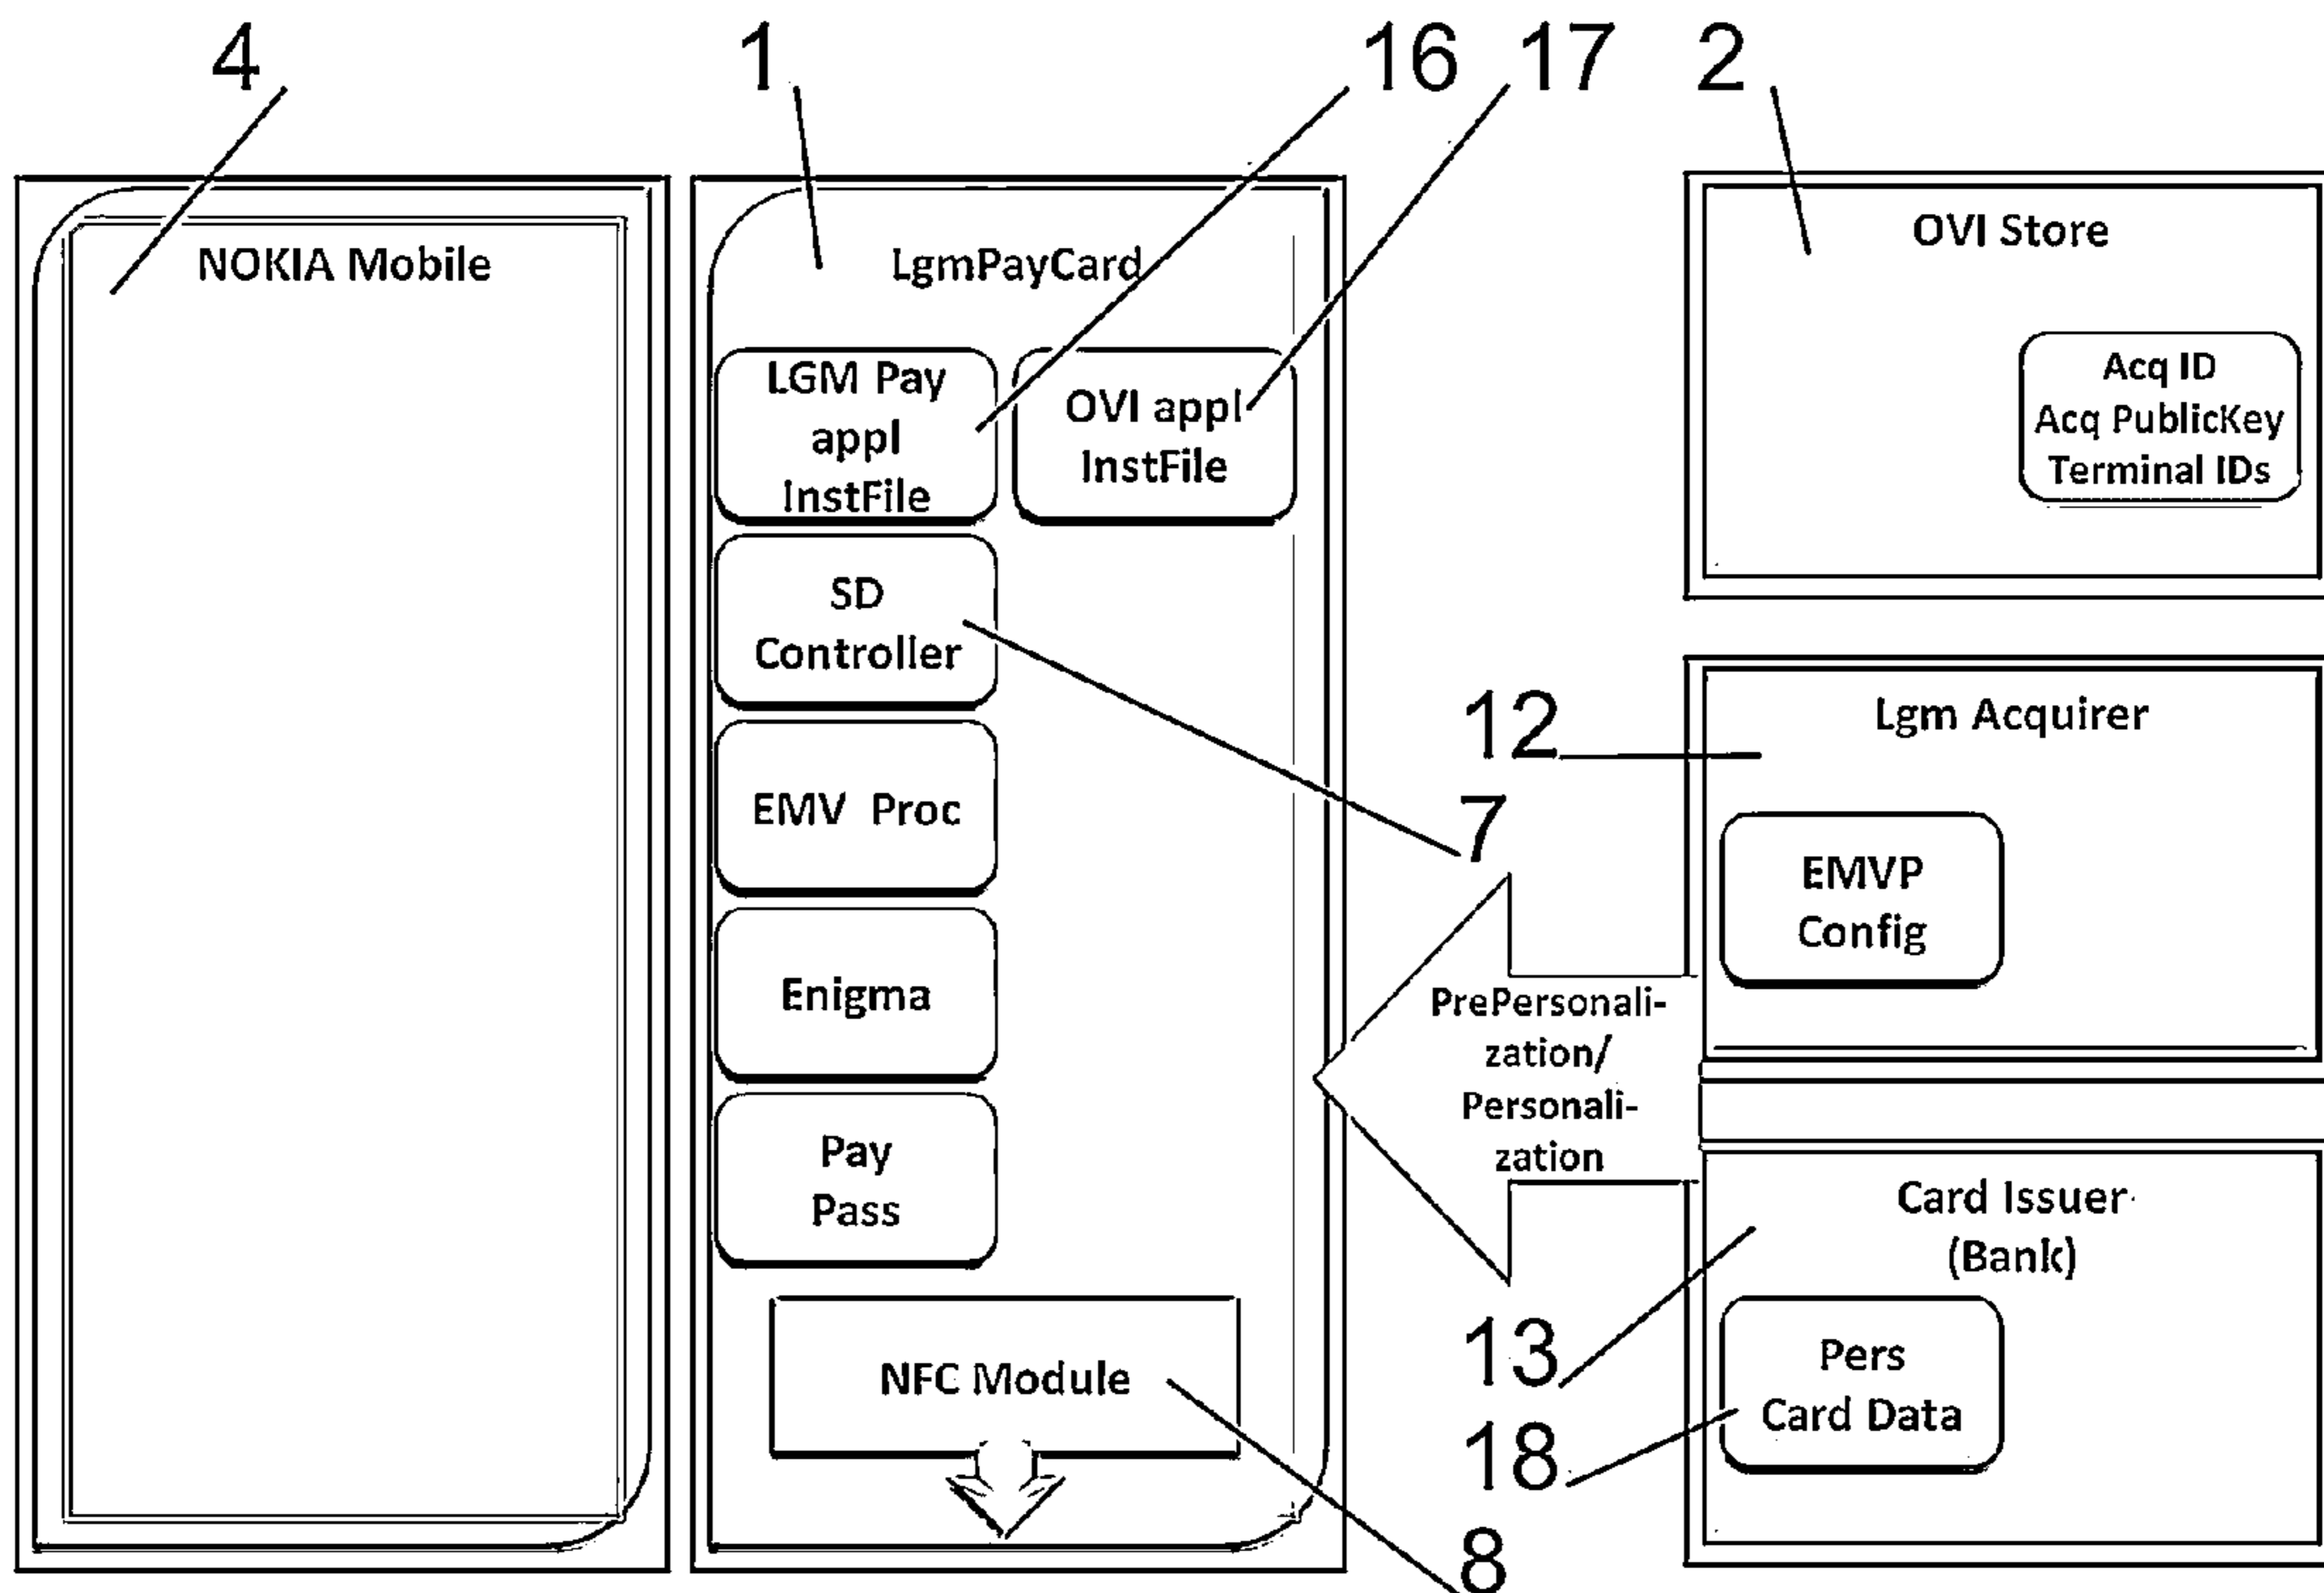 4
1
16
17
2
NOKIA Mobile
LgmPayCard
LGM Pay
appl
InstFile
OVI appl
InstFile
SD
Controller
EMV Proc
Enigma
Pay
Pass
NFC Module
OVI Store
Acq ID
Acq PublicKey
Terminal IDs
12
7
Lgm Acquirer
EMVP
Config
PrePersonali-
zation/
Personali-
zation
Card Issuer
(Bank)
Pers
Card Data
13
18
8